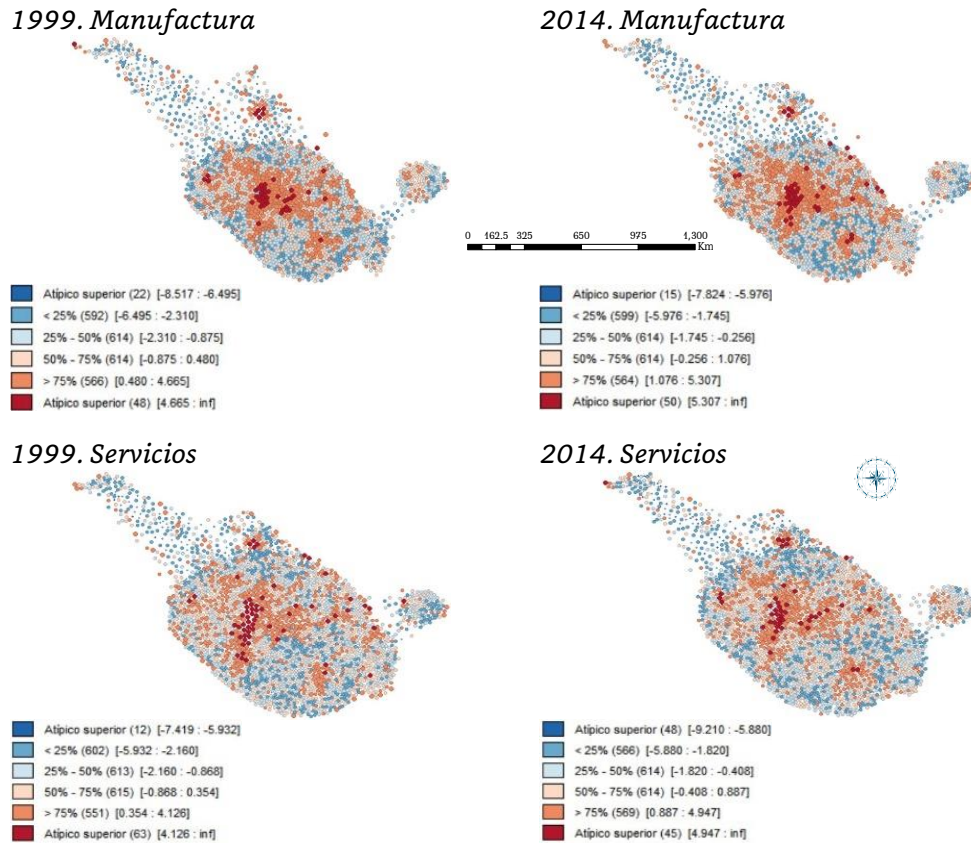 1999. Manufactura
2014. Manufactura
0 162.5 325 650 975 1,300
Km
Atípico superior (22) [-8.517 : -6.495]
< 25% (592) [-6.495 : -2.310]
25% - 50% (614) [-2.310 : -0.875]
50% - 75% (614) [-0.875 : 0.480]
> 75% (566) [0.480 : 4.665]
Atípico superior (48) [4.665 : inf]
Atípico superior (15) [-7.824 : -5.976]
< 25% (599) [-5.976 : -1.745]
25% - 50% (614) [-1.745 : -0.256]
50% - 75% (614) [-0.256 : 1.076]
> 75% (564) [1.076 : 5.307]
Atípico superior (50) [5.307 : inf]
1999. Servicios
2014. Servicios
Atípico superior (12) [-7.419 : -5.932]
< 25% (602) [-5.932 : -2.160]
25% - 50% (613) [-2.160 : -0.868]
50% - 75% (615) [-0.868 : 0.354]
> 75% (551) [0.354 : 4.126]
Atípico superior (63) [4.126 : inf]
Atípico superior (48) [-9.210 : -5.880]
< 25% (566) [-5.880 : -1.820]
25% - 50% (614) [-1.820 : -0.408]
50% - 75% (614) [-0.408 : 0.887]
> 75% (569) [0.887 : 4.947]
Atípico superior (45) [4.947 : inf]